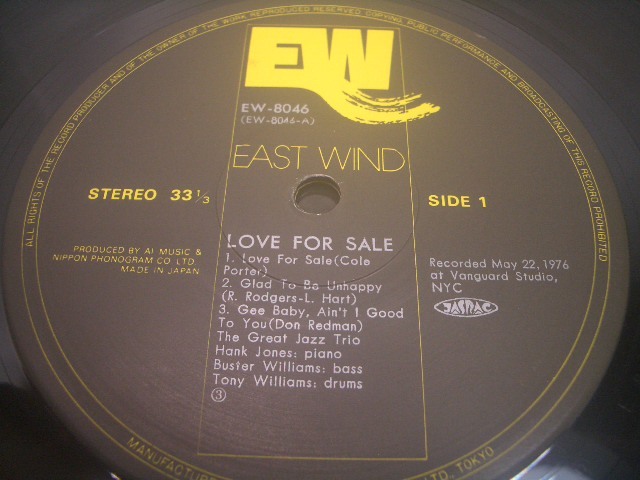 ALL RIGHTS OF THE RECORD PRODUCER AND OF THE OWNER OF THE WORK REPRODUCED RESERVED. COPYING, PUBLIC PERFORMANCE AND BROADCASTING OF THIS RECORD PROHIBITED
EW
EW-8046
(EW-8046-A)
EAST WIND
STEREO 33 1/3
SIDE 1
PRODUCED BY AI MUSIC &
NIPPON PHONOGRAM CO. LTD.
MADE IN JAPAN
LOVE FOR SALE
1. Love For Sale(Cole
Porter)
2. Glad To Be Unhappy
(R. Rodgers-L. Hart)
3. Gee Baby, Ain't I Good
To You(Don Redman)
The Great Jazz Trio
Hank Jones: piano
Buster Williams: bass
Tony Williams: drums
③
Recorded May 22, 1976
at Vanguard Studio,
NYC
JASRAC
LTD. TOKYO